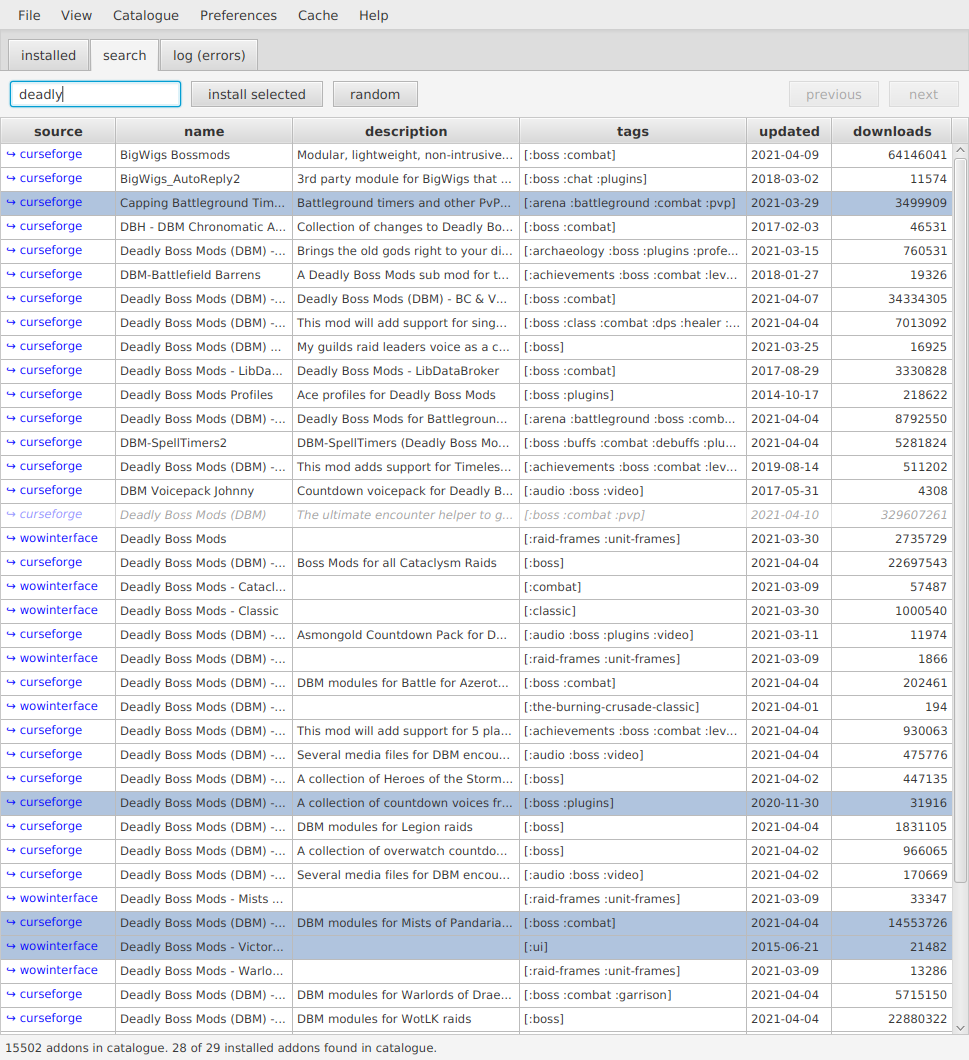 File View Catalogue Preferences Cache Help
installed search log (errors)
deadly install selected random previous next
source name description tags updated downloads
↪ curseforge BigWigs Bossmods Modular, lightweight, non-intrusive... [:boss :combat] 2021-04-09 64146041
↪ curseforge BigWigs_AutoReply2 3rd party module for BigWigs that ... [:boss :chat :plugins] 2018-03-02 11574
↪ curseforge Capping Battleground Tim... Battleground timers and other PvP... [:arena :battleground :combat :pvp] 2021-03-29 3499909
↪ curseforge DBH - DBM Chronomatic A... Collection of changes to Deadly Bo... [:boss :combat] 2017-02-03 46531
↪ curseforge Deadly Boss Mods (DBM) -... Brings the old gods right to your di... [:archaeology :boss :plugins :profe... 2021-03-15 760531
↪ curseforge DBM-Battlefield Barrens A Deadly Boss Mods sub mod for t... [:achievements :boss :combat :lev... 2018-01-27 19326
↪ curseforge Deadly Boss Mods (DBM) -... Deadly Boss Mods (DBM) - BC & V... [:boss :combat] 2021-04-07 34334305
↪ curseforge Deadly Boss Mods (DBM) -... This mod will add support for sing... [:boss :class :combat :dps :healer :... 2021-04-04 7013092
↪ curseforge Deadly Boss Mods (DBM) ... My guilds raid leaders voice as a c... [:boss] 2021-03-25 16925
↪ curseforge Deadly Boss Mods - LibDa... Deadly Boss Mods - LibDataBroker [:boss :combat] 2017-08-29 3330828
↪ curseforge Deadly Boss Mods Profiles Ace profiles for Deadly Boss Mods [:boss :plugins] 2014-10-17 218622
↪ curseforge Deadly Boss Mods (DBM) -... Deadly Boss Mods for Battlegroun... [:arena :battleground :boss :comb... 2021-04-04 8792550
↪ curseforge DBM-SpellTimers2 DBM-SpellTimers (Deadly Boss Mo... [:boss :buffs :combat :debuffs :plu... 2021-04-04 5281824
↪ curseforge Deadly Boss Mods (DBM) -... This mod adds support for Timeles... [:achievements :boss :combat :lev... 2019-08-14 511202
↪ curseforge DBM Voicepack Johnny Countdown voicepack for Deadly B... [:audio :boss :video] 2017-05-31 4308
↪ curseforge Deadly Boss Mods (DBM) The ultimate encounter helper to g... [:boss :combat :pvp] 2021-04-10 329607261
↪ wowinterface Deadly Boss Mods [:raid-frames :unit-frames] 2021-03-30 2735729
↪ curseforge Deadly Boss Mods (DBM) -... Boss Mods for all Cataclysm Raids [:boss] 2021-04-04 22697543
↪ wowinterface Deadly Boss Mods - Catacl... [:combat] 2021-03-09 57487
↪ wowinterface Deadly Boss Mods - Classic [:classic] 2021-03-30 1000540
↪ curseforge Deadly Boss Mods (DBM) -... Asmongold Countdown Pack for D... [:audio :boss :plugins :video] 2021-03-11 11974
↪ wowinterface Deadly Boss Mods (DBM) -... [:raid-frames :unit-frames] 2021-03-09 1866
↪ curseforge Deadly Boss Mods (DBM) -... DBM modules for Battle for Azerot... [:boss :combat] 2021-04-04 202461
↪ wowinterface Deadly Boss Mods (DBM) -... [:the-burning-crusade-classic] 2021-04-01 194
↪ curseforge Deadly Boss Mods (DBM) -... This mod will add support for 5 pla... [:achievements :boss :combat :lev... 2021-04-04 930063
↪ curseforge Deadly Boss Mods (DBM) -... Several media files for DBM encou... [:audio :boss :video] 2021-04-04 475776
↪ curseforge Deadly Boss Mods (DBM) -... A collection of Heroes of the Storm... [:boss] 2021-04-02 447135
↪ curseforge Deadly Boss Mods (DBM) -... A collection of countdown voices fr... [:boss :plugins] 2020-11-30 31916
↪ curseforge Deadly Boss Mods (DBM) -... DBM modules for Legion raids [:boss] 2021-04-04 1831105
↪ curseforge Deadly Boss Mods (DBM) -... A collection of overwatch countdo... [:boss] 2021-04-02 966065
↪ curseforge Deadly Boss Mods (DBM) -... Several media files for DBM encou... [:audio :boss :video] 2021-04-02 170669
↪ wowinterface Deadly Boss Mods - Mists ... [:raid-frames :unit-frames] 2021-03-09 33347
↪ curseforge Deadly Boss Mods (DBM) -... DBM modules for Mists of Pandaria... [:boss :combat] 2021-04-04 14553726
↪ wowinterface Deadly Boss Mods - Victor... [:ui] 2015-06-21 21482
↪ wowinterface Deadly Boss Mods - Warlo... [:raid-frames :unit-frames] 2021-03-09 13286
↪ curseforge Deadly Boss Mods (DBM) -... DBM modules for Warlords of Drae... [:boss :combat :garrison] 2021-04-04 5715150
↪ curseforge Deadly Boss Mods (DBM) -... DBM modules for WotLK raids [:boss] 2021-04-04 22880322
15502 addons in catalogue. 28 of 29 installed addons found in catalogue.